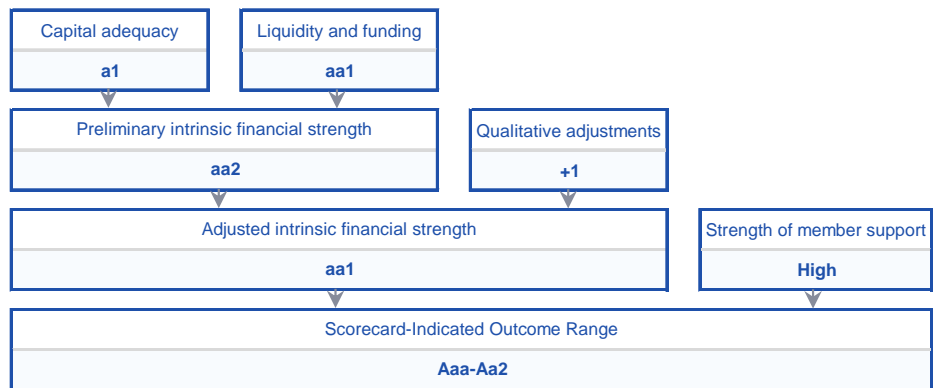 Capital adequacy
Liquidity and funding
a1
aa1
Preliminary intrinsic financial strength
Qualitative adjustments
aa2
+1
Adjusted intrinsic financial strength
Strength of member support
aa1
High
Scorecard-Indicated Outcome Range
Aaa-Aa2